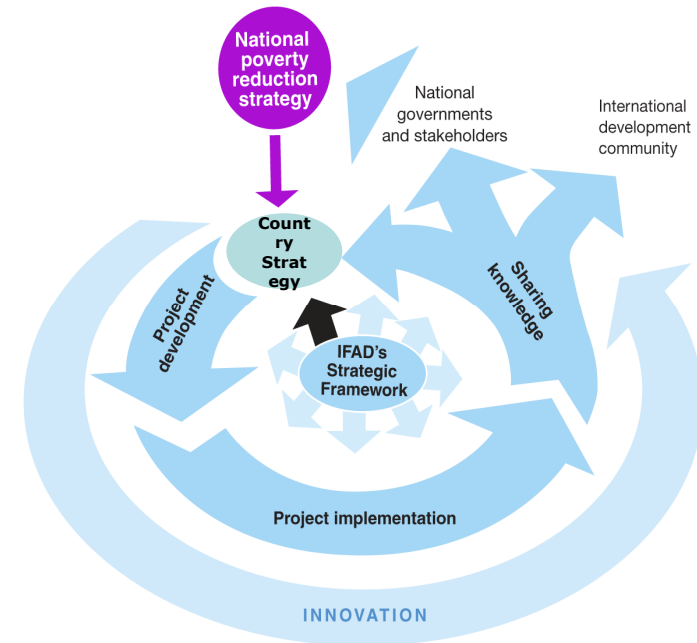 National
poverty
reduction
strategy
National
governments
and stakeholders
International
development
community
Count
ry
Strat
egy
Project
development
Sharing
knowledge
IFAD's
Strategic
Framework
Project implementation
INNOVATION